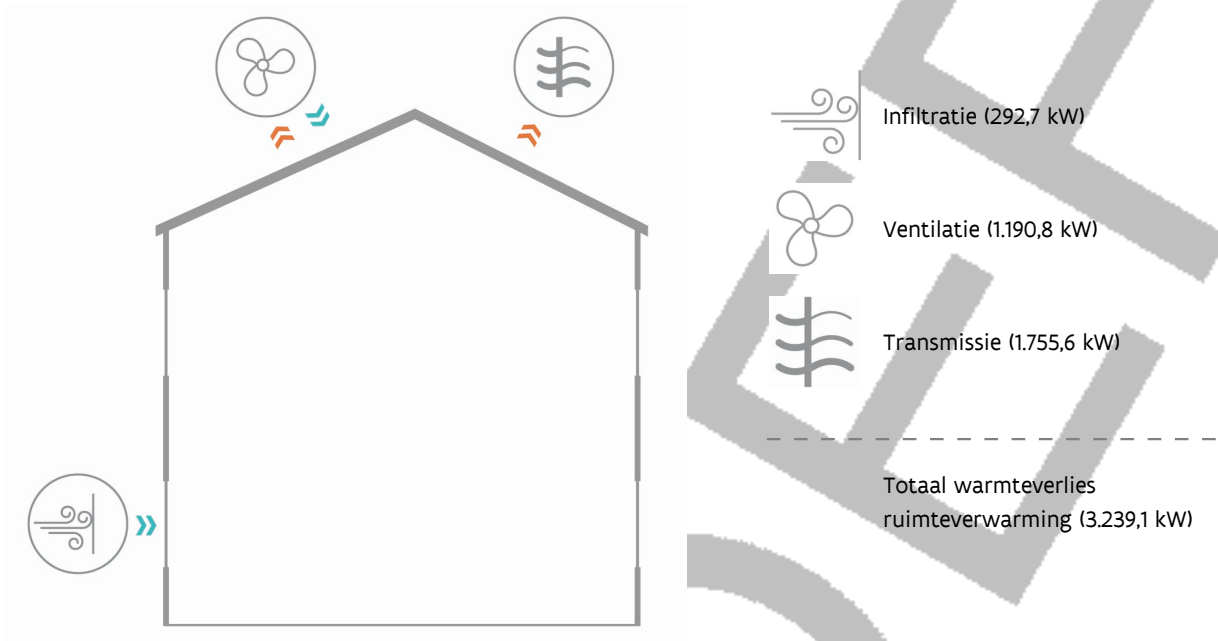 Infiltratie (292,7 kW)
Ventilatie (1.190,8 kW)
Transmissie (1.755,6 kW)
Totaal warmteverlies
ruimteverwarming (3.239,1 kW)